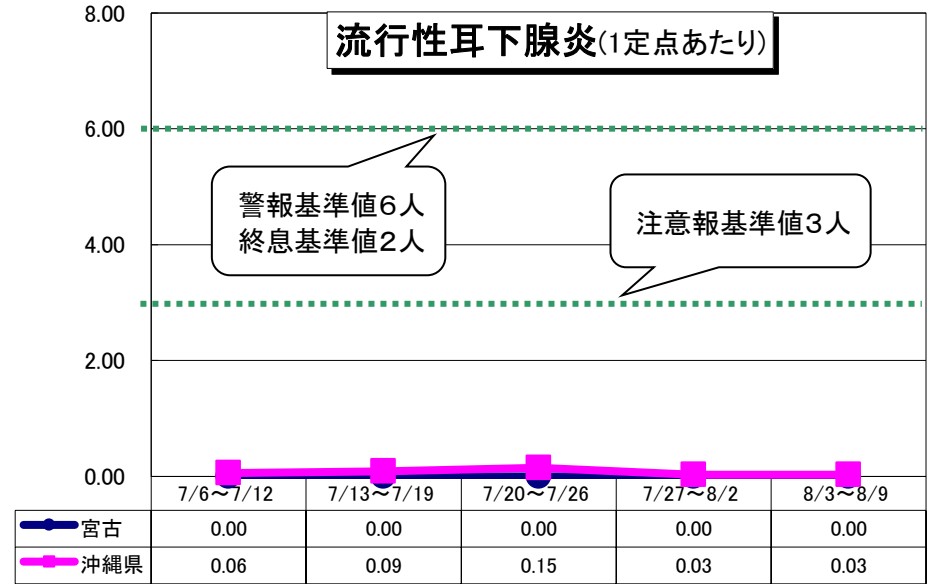 流行性耳下腺炎(1定点あたり)
8.00
6.00
警報基準値6人
終息基準値2人
注意報基準値3人
4.00
2.00
0.00
7/6～7/12 7/13～7/19 7/20～7/26 7/27～8/2 8/3～8/9
宮古 0.00 0.00 0.00 0.00 0.00
沖縄県 0.06 0.09 0.15 0.03 0.03